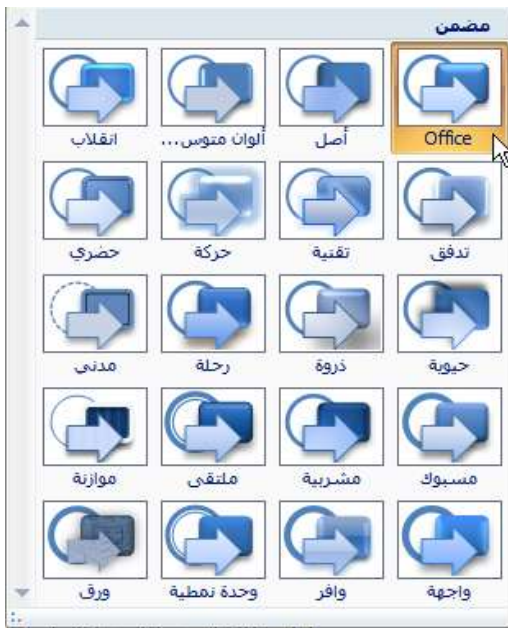 مضمن
Office
أصل
ألوان متوس...
انقلاب
تدفق
تقنية
حركة
حضري
حيوية
ذروة
رحلة
مدني
مسبوك
مشربية
ملتقى
موازنة
واجهة
وافر
وحدة نمطية
ورق